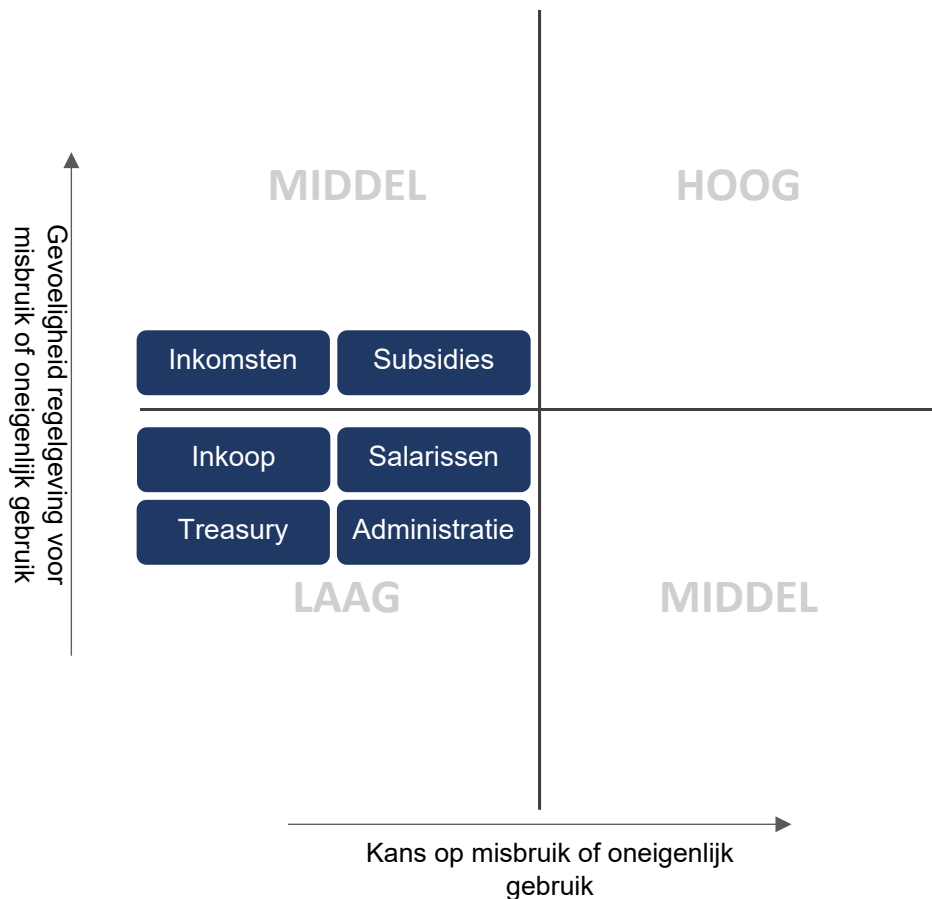 MIDDEL
HOOG
Gevoeligheid regelgeving voor
misbruik of oneigenlijk gebruik
Inkomsten
Subsidies
Inkoop
Salarissen
Treasury
Administratie
LAAG
MIDDEL
Kans op misbruik of oneigenlijk
gebruik